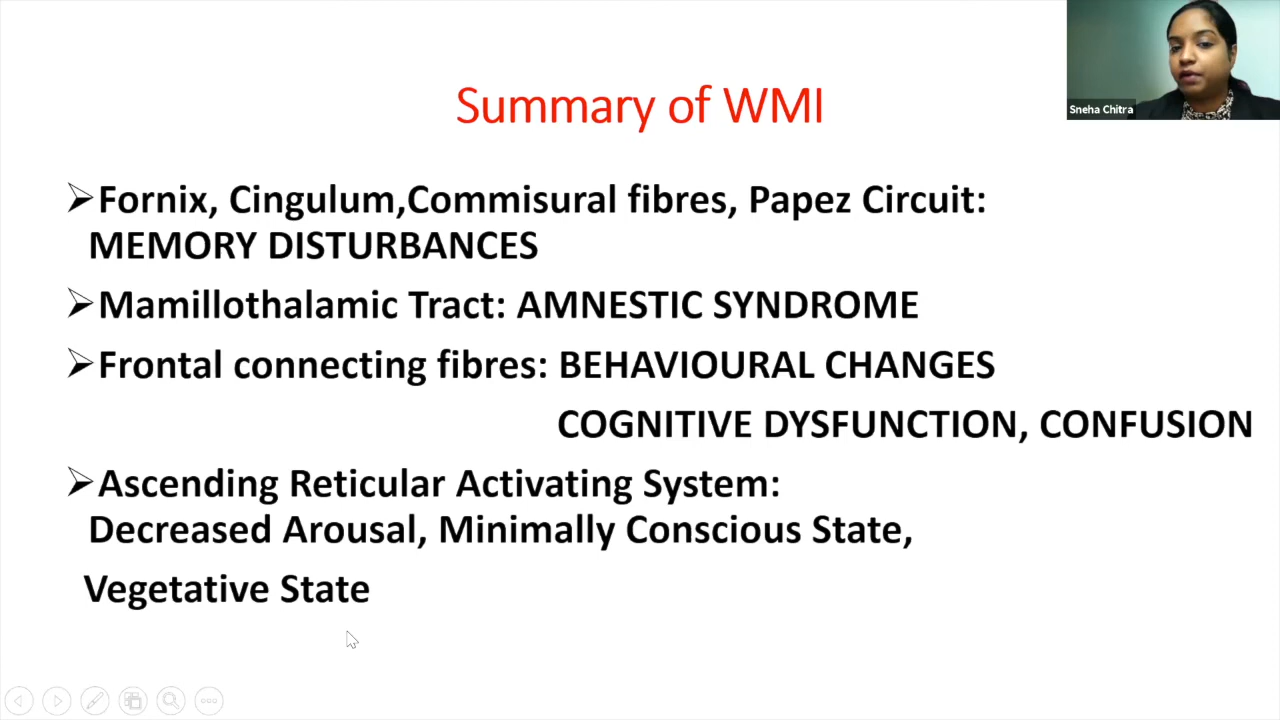 Summary of WMI
Sneha Chitra
Fornix, Cingulum,Commisural fibres, Papez Circuit:
MEMORY DISTURBANCES
Mamillothalamic Tract: AMNESTIC SYNDROME
Frontal connecting fibres: BEHAVIOURAL CHANGES
COGNITIVE DYSFUNCTION, CONFUSION
Ascending Reticular Activating System:
Decreased Arousal, Minimally Conscious State,
Vegetative State